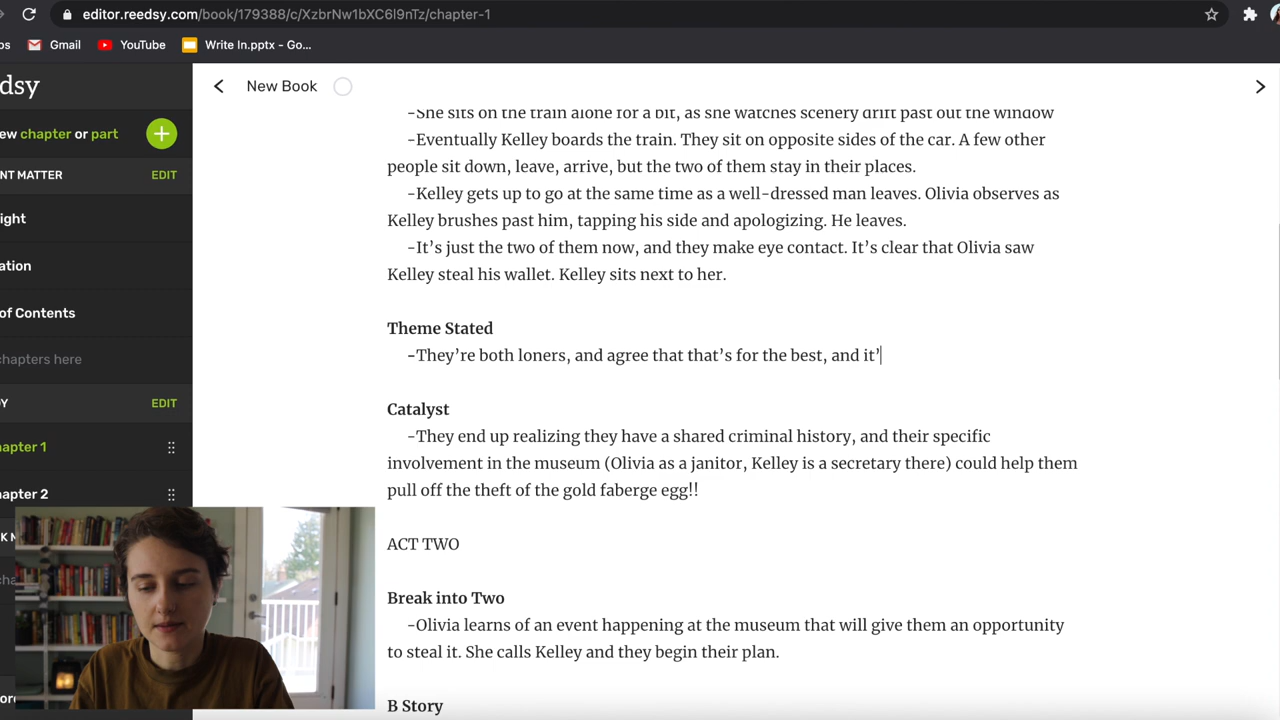 editor.reedsy.com/book/179388/c/XzbrNw1bXC6l9nTz/chapter-1
ps Gmail YouTube Write In.pptx - Go...
edsy
New Book
ew chapter or part
NT MATTER EDIT
ight
ation
of Contents
chapters here
Y EDIT
apter 1
apter 2
K M
cha
ore
-She sits on the train alone for a bit, as she watches scenery drift past out the window
-Eventually Kelley boards the train. They sit on opposite sides of the car. A few other
people sit down, leave, arrive, but the two of them stay in their places.
-Kelley gets up to go at the same time as a well-dressed man leaves. Olivia observes as
Kelley brushes past him, tapping his side and apologizing. He leaves.
-It’s just the two of them now, and they make eye contact. It’s clear that Olivia saw
Kelley steal his wallet. Kelley sits next to her.
Theme Stated
-They’re both loners, and agree that that’s for the best, and it’
Catalyst
-They end up realizing they have a shared criminal history, and their specific
involvement in the museum (Olivia as a janitor, Kelley is a secretary there) could help them
pull off the theft of the gold faberge egg!!
ACT TWO
Break into Two
-Olivia learns of an event happening at the museum that will give them an opportunity
to steal it. She calls Kelley and they begin their plan.
B Story